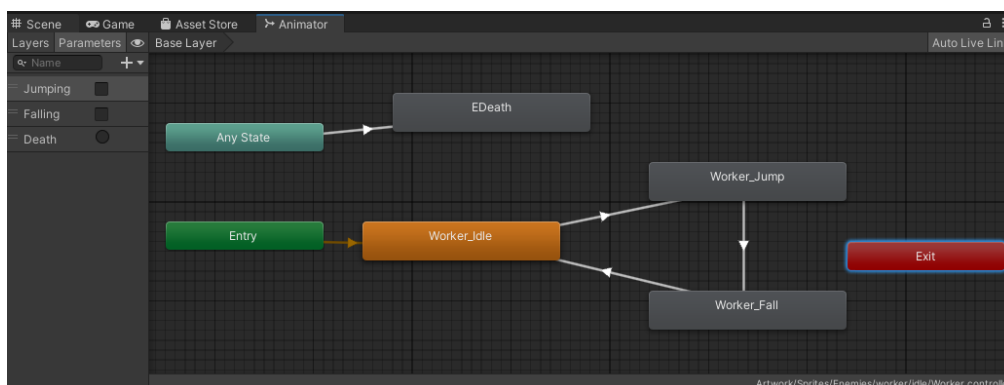 Scene Game Asset Store Animator
Layers Parameters Base Layer Auto Live Lin
Name
Jumping
Falling
Death
EDeath
Any State
Worker_Jump
Entry
Worker_Idle
Exit
Worker_Fall
Artwork/Sprites/Enemies/worker/idle/Worker.controll